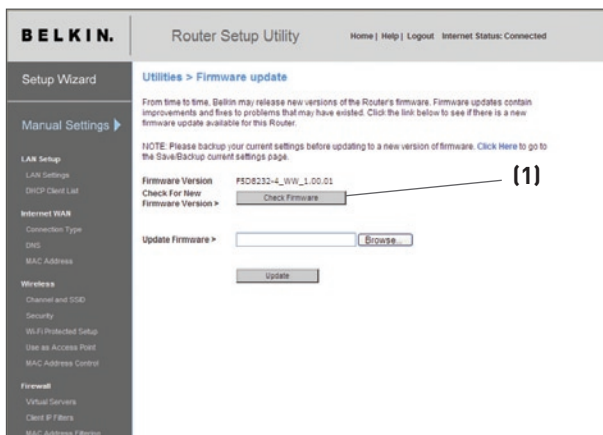 BELKIN.
Router Setup Utility
Home | Help | Logout Internet Status: Connected
Setup Wizard
Manual Settings
LAN Setup
LAN Settings
DHCP Client List
Internet WAN
Connection Type
DNS
MAC Address
Wireless
Channel and SSID
Security
Wi-Fi Protected Setup
Use as Access Point
MAC Address Control
Firewall
Virtual Servers
Client IP Filters
MAC Address Filtering
Utilities > Firmware update
From time to time, Belkin may release new versions of the Router's firmware. Firmware updates contain
improvements and fires to problems that may have existed. Click the link below to see if there is a new
firmware update available for this Router.
NOTE: Please backup your current settings before updating to a new version of firmware. Click Here to go to
the Save/Backup current settings page.
Firmware Version F5D8232-4_WW_1.00.01
Check For New
Firmware Version >
Check Firmware
(1)
Update Firmware >
Browse...
Update